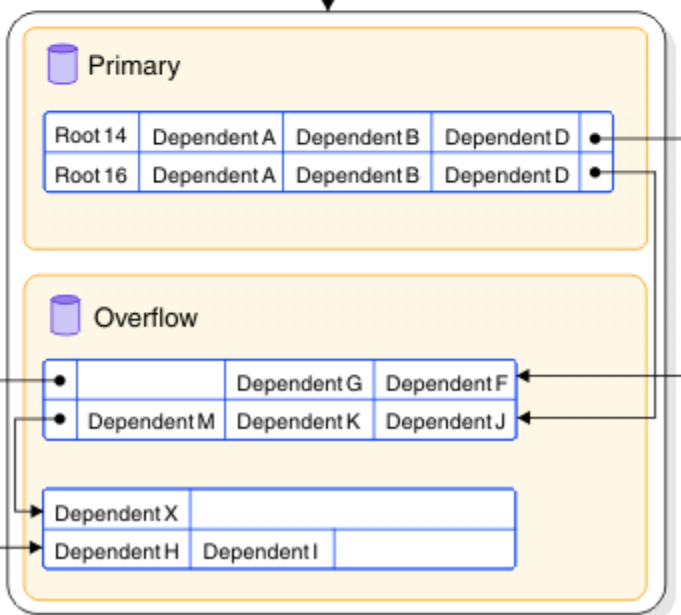 Primary
Root 14 Dependent A Dependent B Dependent D
Root 16 Dependent A Dependent B Dependent D
Overflow
Dependent G Dependent F
Dependent M Dependent K Dependent J
Dependent X
Dependent H Dependent I